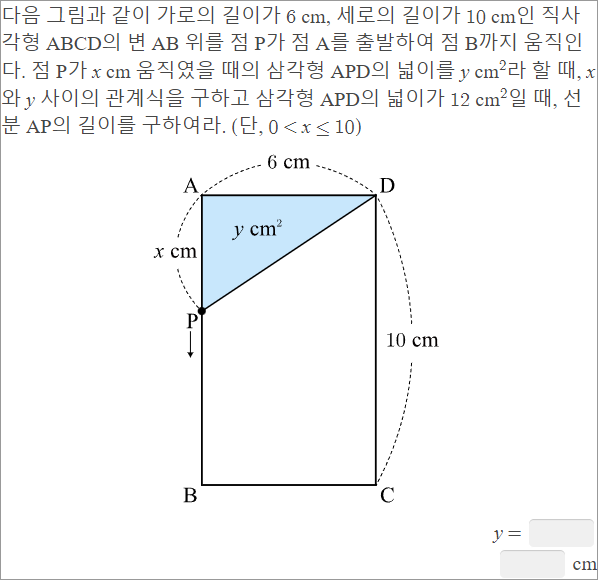 다음 그림과 같이 가로의 길이가 6 cm, 세로의 길이가 10 cm인 직사
각형 ABCD의 변 AB 위를 점 P가 점 A를 출발하여 점 B까지 움직인
다. 점 P가 x cm 움직였을 때의 삼각형 APD의 넓이를 y cm²라 할 때, x
와 y 사이의 관계식을 구하고 삼각형 APD의 넓이가 12 cm²일 때, 선
분 AP의 길이를 구하여라. (단, 0 < x ≤ 10)
6 cm
A
D
y cm²
x cm
P
10 cm
B
C
y =
cm